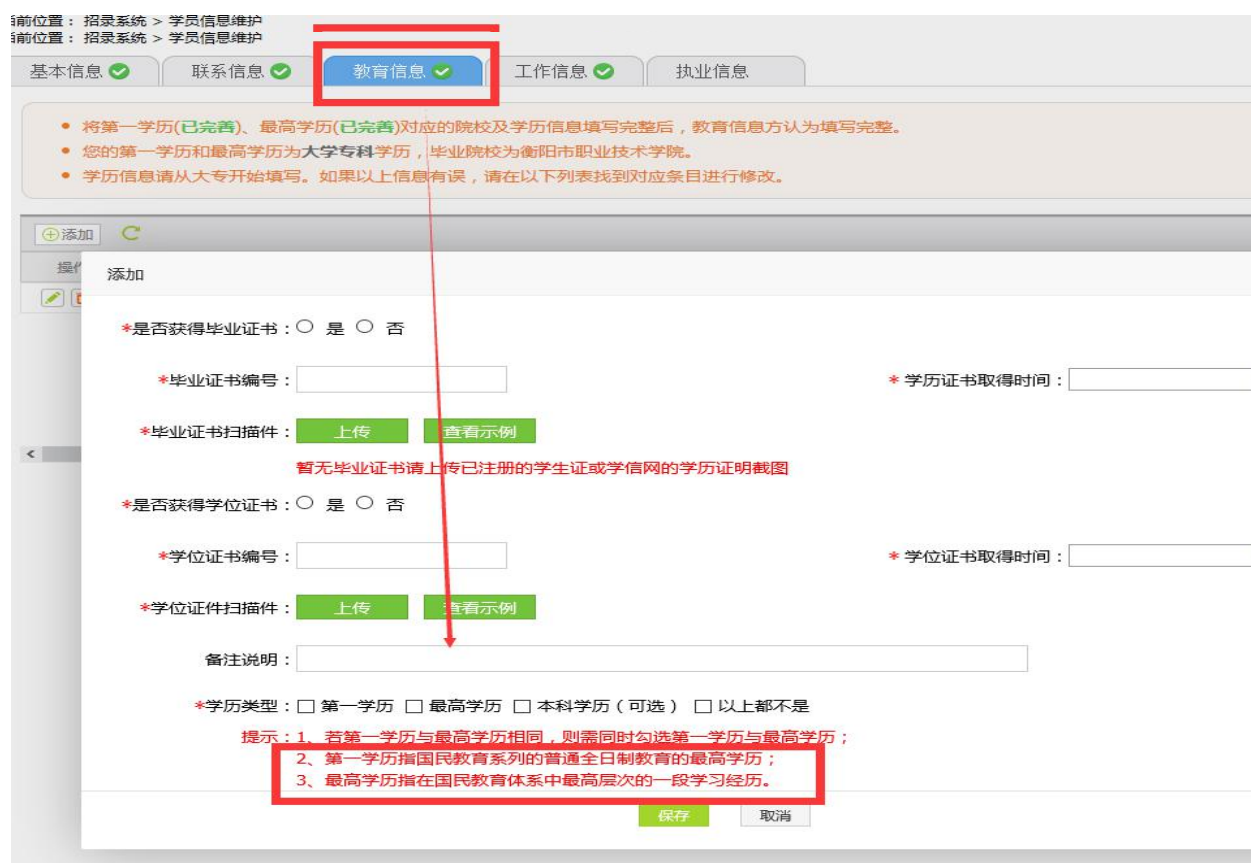 当前位置： 招录系统 > 学员信息维护
当前位置： 招录系统 > 学员信息维护
基本信息 联系信息 教育信息 工作信息 执业信息
• 将第一学历(已完善)、最高学历(已完善)对应的院校及学历信息填写完整后，教育信息方认为填写完整。
• 您的第一学历和最高学历为大学专科学历，毕业院校为衡阳市职业技术学院。
• 学历信息请从大专开始填写。如果以上信息有误，请在以下列表找到对应条目进行修改。
添加
添加
*是否获得毕业证书：○ 是 ○ 否
*毕业证书编号： * 学历证书取得时间：
*毕业证书扫描件： 上传 查看示例
暂无毕业证书请上传已注册的学生证或学信网的学历证明截图
*是否获得学位证书：○ 是 ○ 否
*学位证书编号： * 学位证书取得时间：
*学位证件扫描件： 上传 查看示例
备注说明：
*学历类型：□ 第一学历 □ 最高学历 □ 本科学历（可选） □ 以上都不是
提示：1、若第一学历与最高学历相同，则需同时勾选第一学历与最高学历；
2、第一学历指国民教育系列的普通全日制教育的最高学历；
3、最高学历指在国民教育体系中最高层次的一段学习经历。
保存 取消